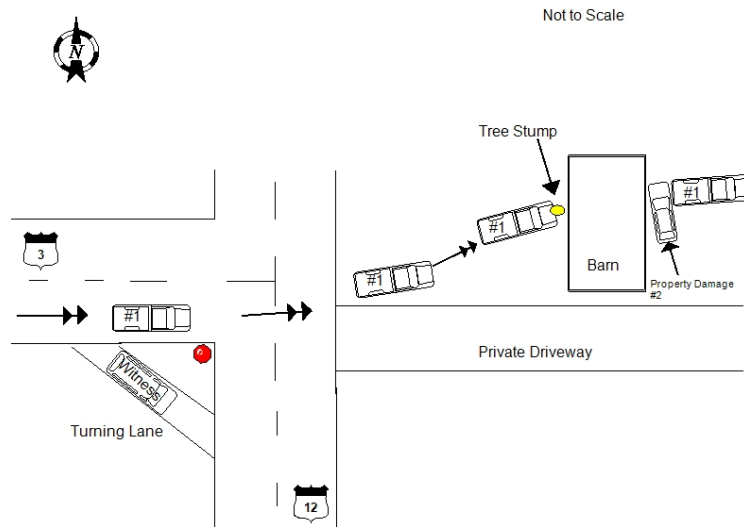 Not to Scale
N
Tree Stump
#1
#1
3
#1
Barn
Property Damage
#2
#1
Witness
Private Driveway
Turning Lane
12